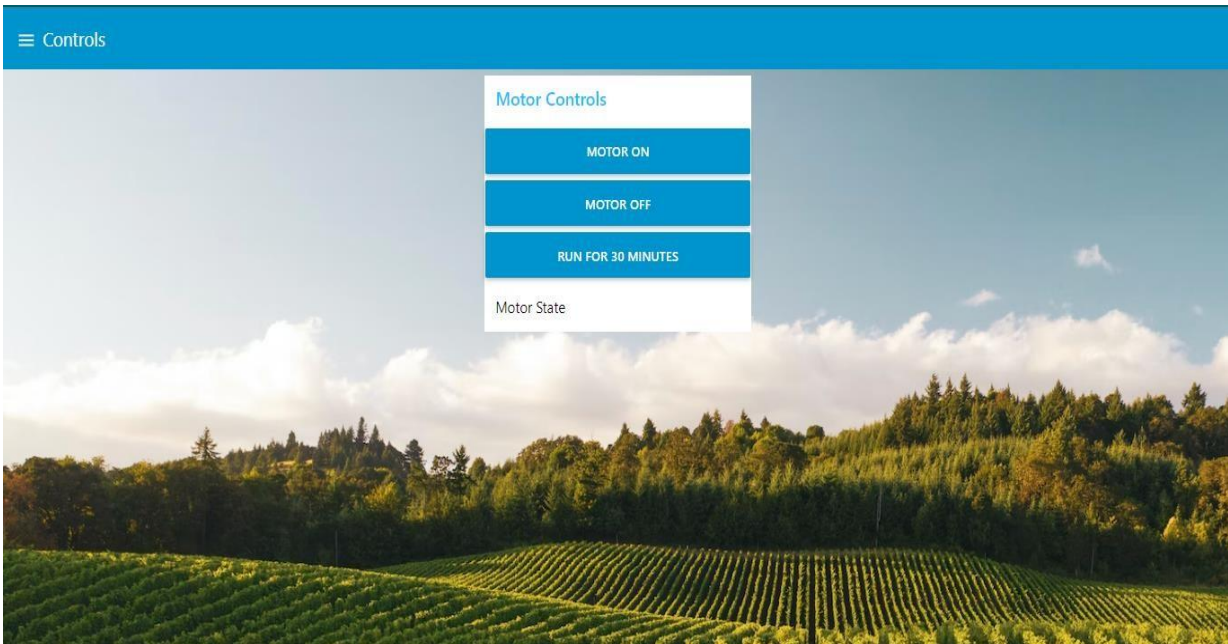 Controls
Motor Controls
MOTOR ON
MOTOR OFF
RUN FOR 30 MINUTES
Motor State